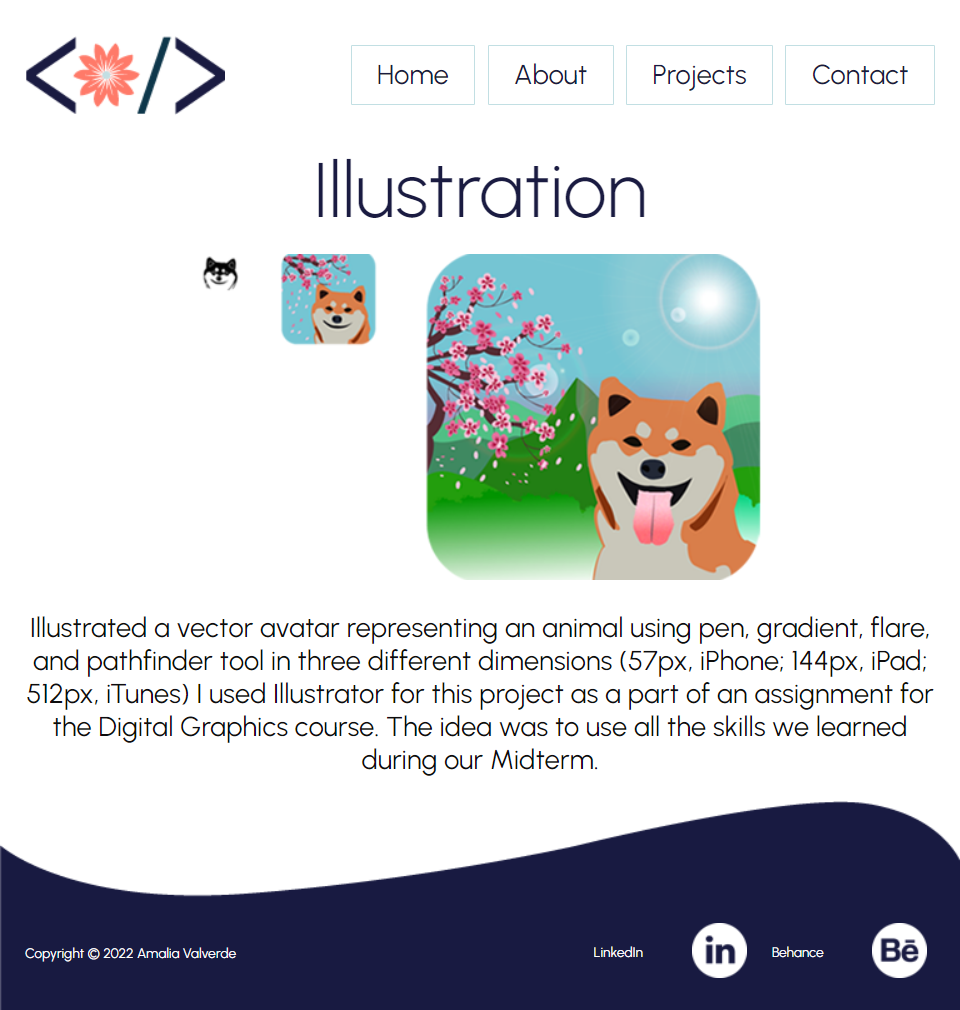 Home About Projects Contact
Illustration
Illustrated a vector avatar representing an animal using pen, gradient, flare,
and pathfinder tool in three different dimensions (57px, iPhone; 144px, iPad;
512px, iTunes) I used Illustrator for this project as a part of an assignment for
the Digital Graphics course. The idea was to use all the skills we learned
during our Midterm.
Copyright © 2022 Amalia Valverde LinkedIn in Behance Bē